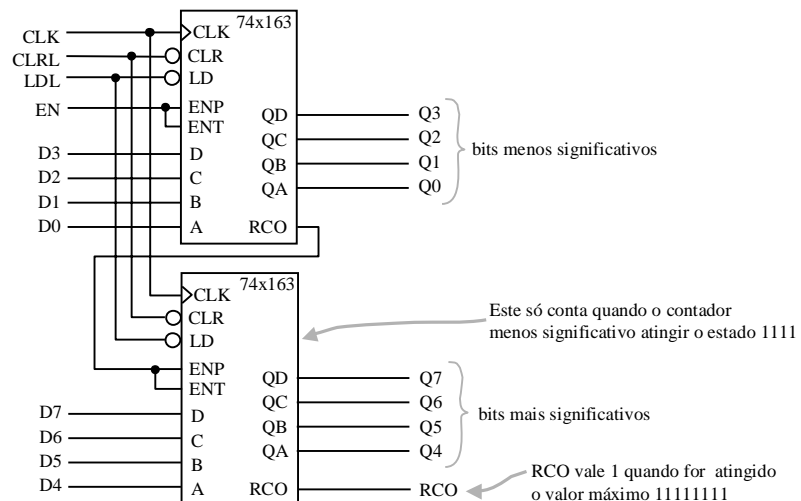 74x163
CLK CLK
CLRL CLR
LDL LD
EN ENP
ENT
QD Q3
QC Q2
QB Q1
QA Q0
bits menos significativos
D3 D
D2 C
D1 B
D0 A
RCO
74x163
CLK
CLR
LD
Este só conta quando o contador
menos significativo atingir o estado 1111
ENP
ENT
QD Q7
QC Q6
QB Q5
QA Q4
bits mais significativos
D7 D
D6 C
D5 B
D4 A
RCO RCO
RCO vale 1 quando for atingido
o valor máximo 11111111